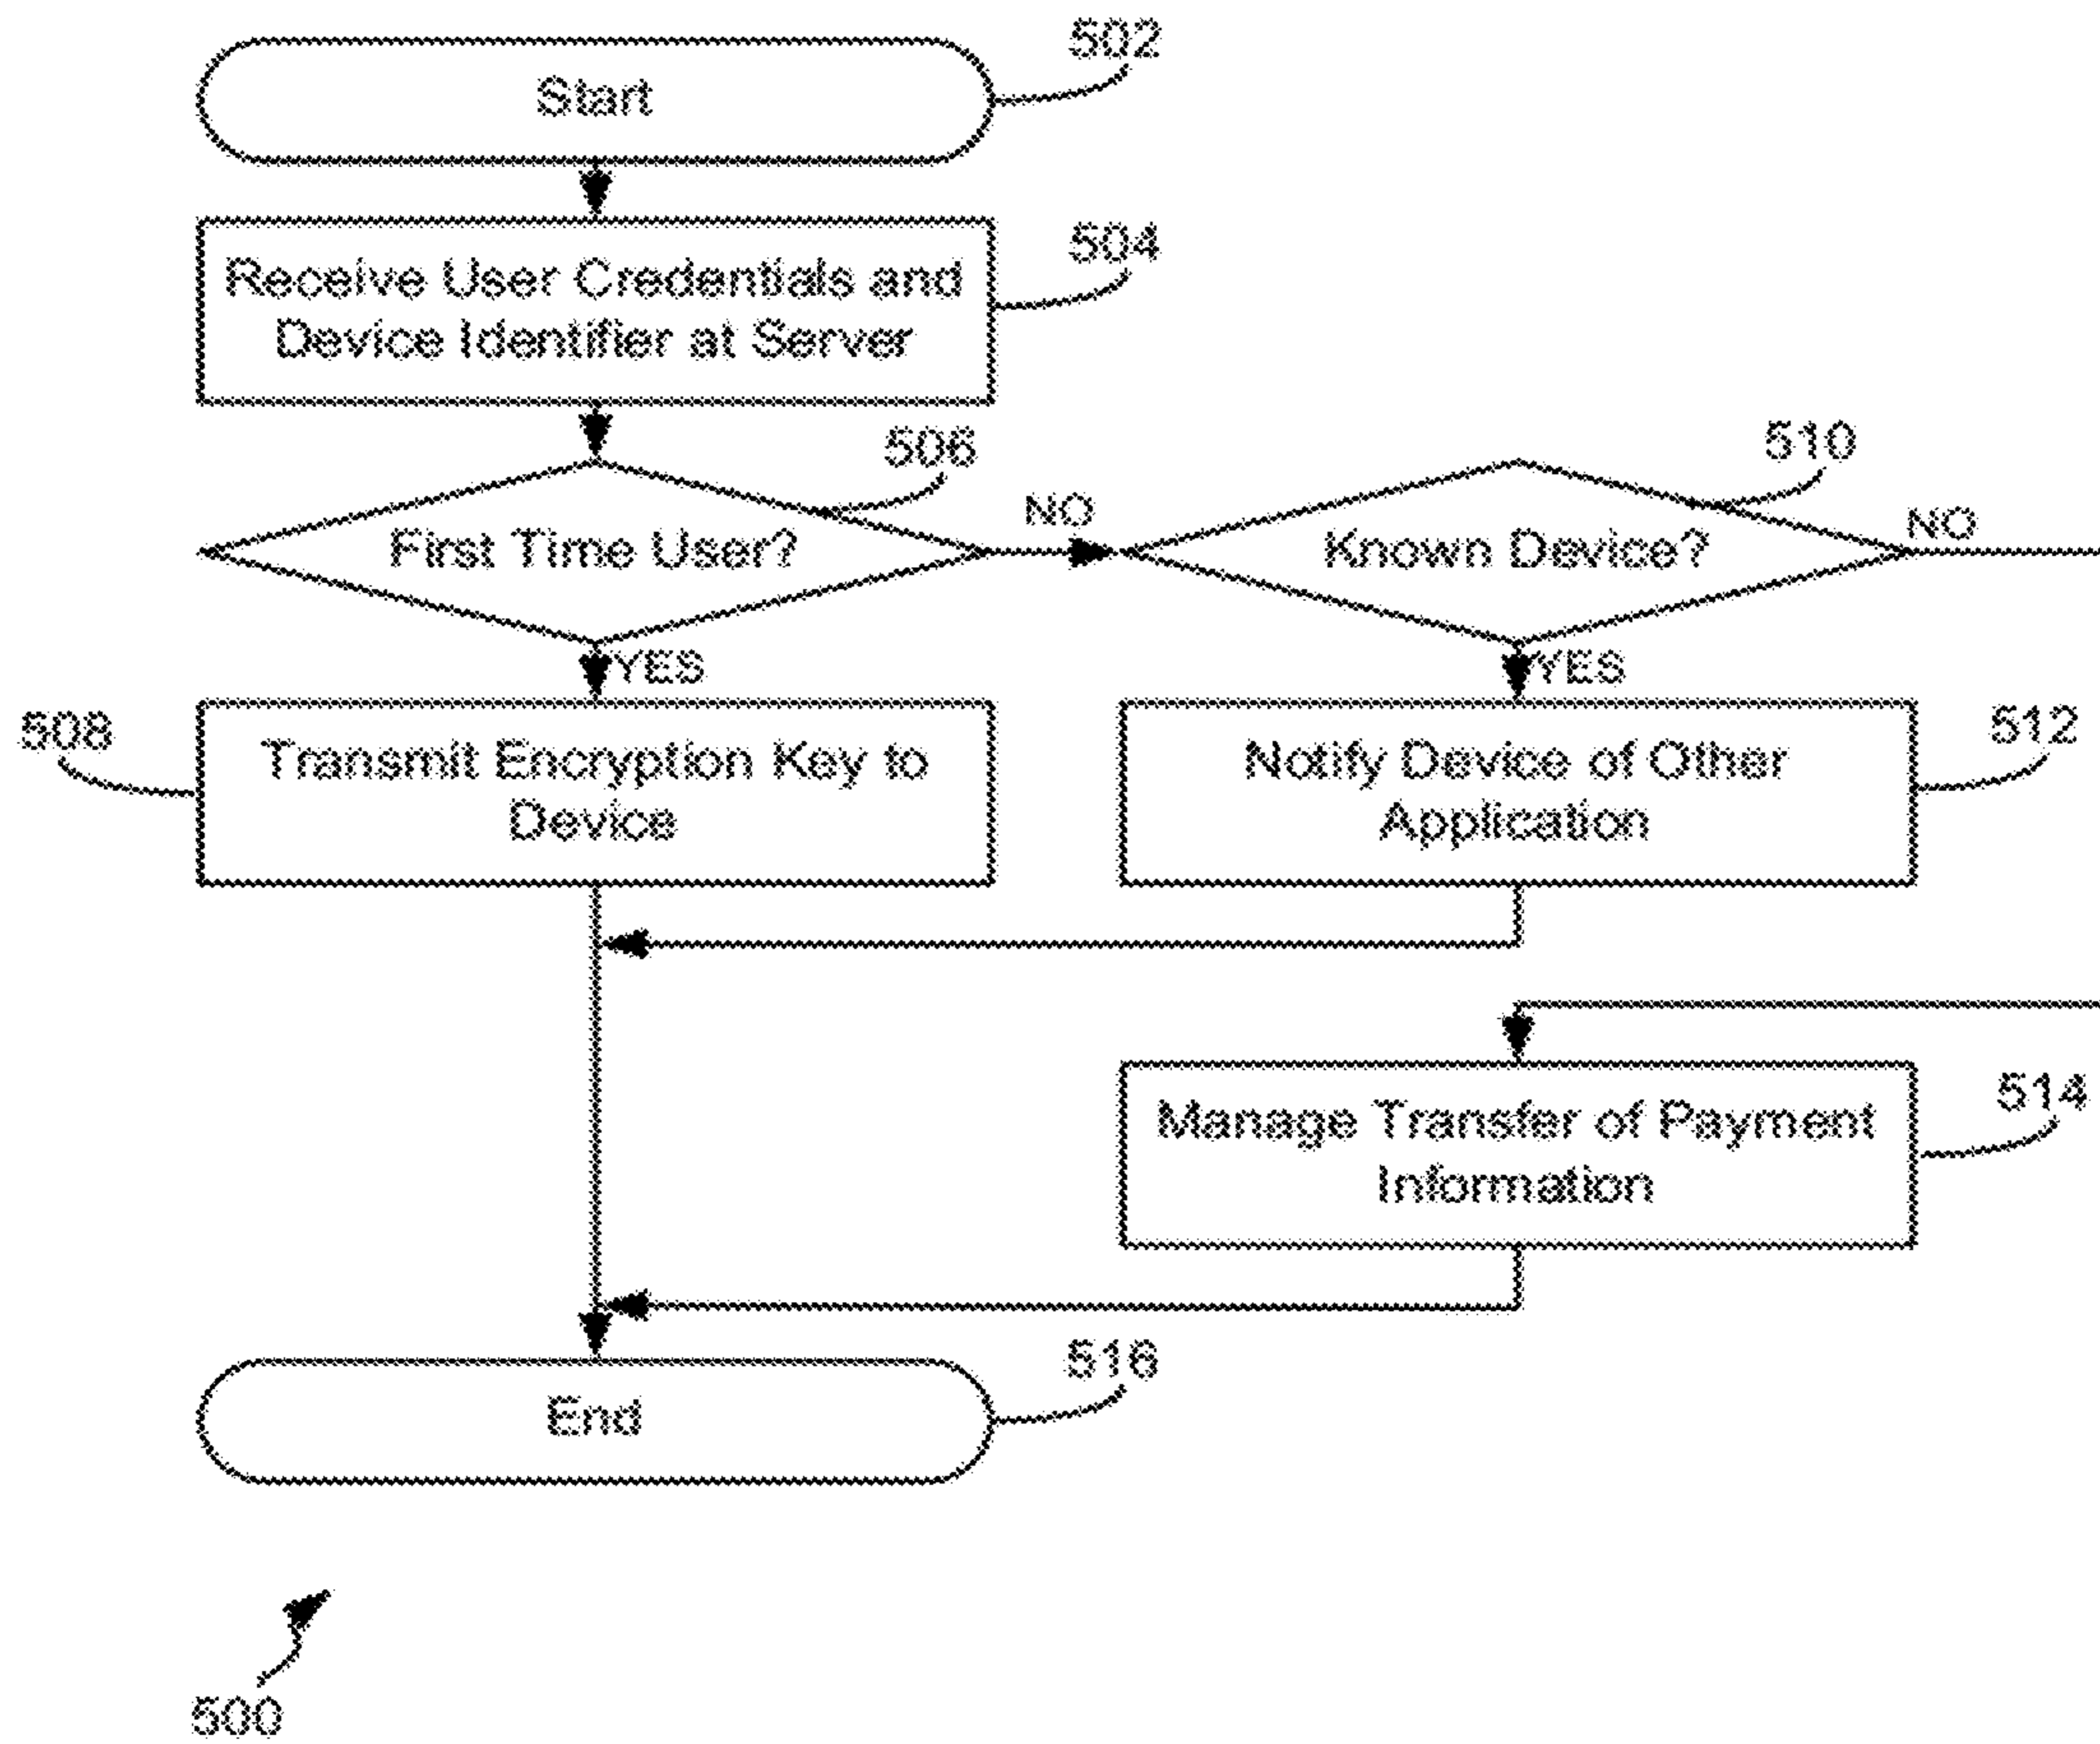 502
Start
504
Receive User Credentials and
Device Identifier at Server
506
510
NO
NO
First Time User?
Known Device?
YES
YES
508
512
Transmit Encryption Key to
Device
Notify Device of Other
Application
514
Manage Transfer of Payment
Information
516
End
500